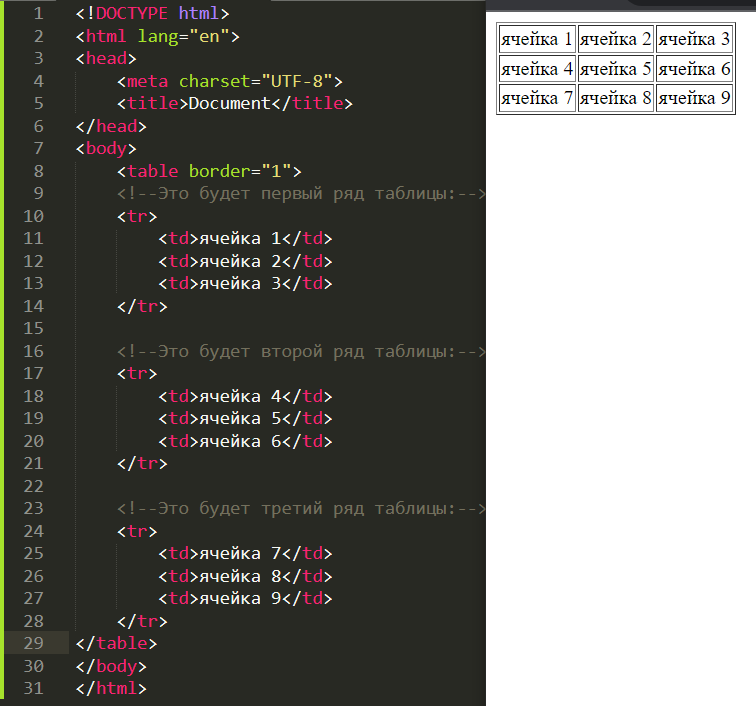 1 <!DOCTYPE html>
2 <html lang="en">
3 <head>
4 <meta charset="UTF-8">
5 <title>Document</title>
6 </head>
7 <body>
8 <table border="1">
9 <!--Это будет первый ряд таблицы:-->
10 <tr>
11 <td>ячейка 1</td>
12 <td>ячейка 2</td>
13 <td>ячейка 3</td>
14 </tr>
15
16 <!--Это будет второй ряд таблицы:-->
17 <tr>
18 <td>ячейка 4</td>
19 <td>ячейка 5</td>
20 <td>ячейка 6</td>
21 </tr>
22
23 <!--Это будет третий ряд таблицы:-->
24 <tr>
25 <td>ячейка 7</td>
26 <td>ячейка 8</td>
27 <td>ячейка 9</td>
28 </tr>
29 </table>
30 </body>
31 </html>
ячейка 1 ячейка 2 ячейка 3
ячейка 4 ячейка 5 ячейка 6
ячейка 7 ячейка 8 ячейка 9